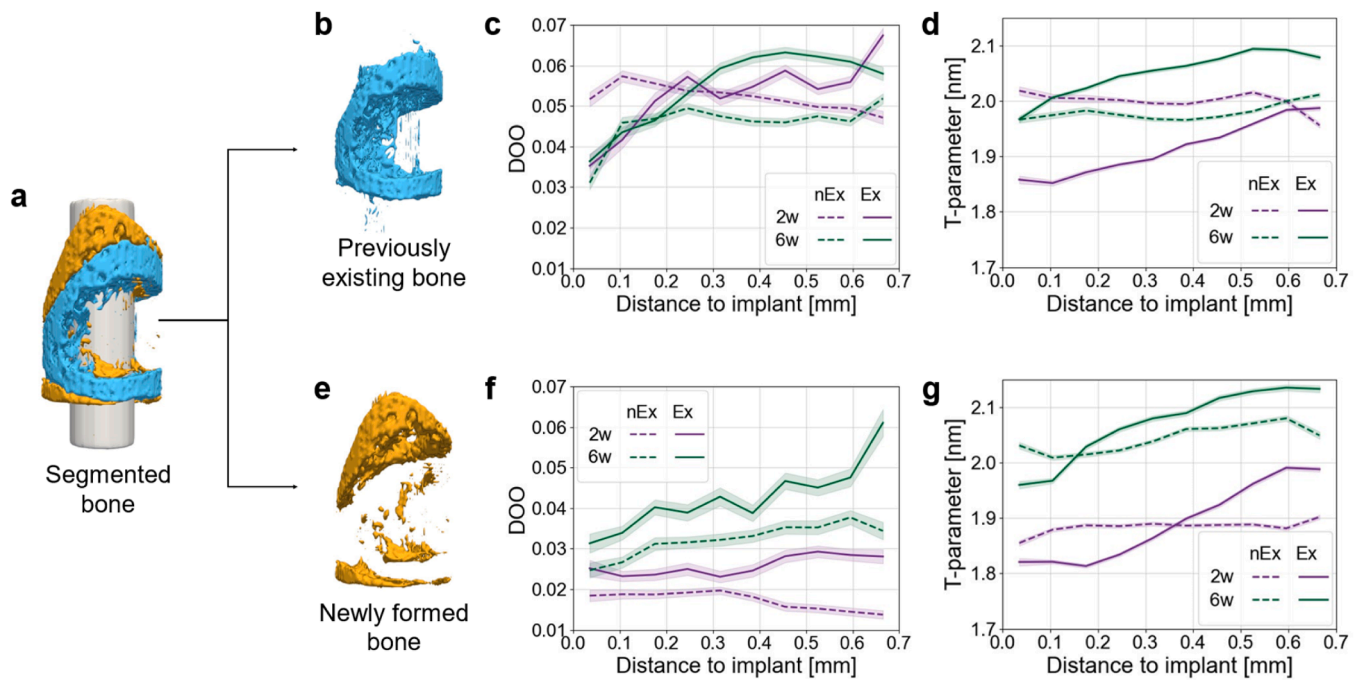 a
Segmented
bone
b
Previously
existing bone
c
0.07
0.06
0.05
0.04
0.03
0.02
0.01
DOO
nEx Ex
2w
6w
0.0 0.1 0.2 0.3 0.4 0.5 0.6 0.7
Distance to implant [mm]
d
2.1
2.0
1.9
1.8
1.7
T-parameter [nm]
nEx Ex
2w
6w
0.0 0.1 0.2 0.3 0.4 0.5 0.6 0.7
Distance to implant [mm]
e
Newly formed
bone
f
0.07
0.06
0.05
0.04
0.03
0.02
0.01
DOO
nEx Ex
2w
6w
0.0 0.1 0.2 0.3 0.4 0.5 0.6 0.7
Distance to implant [mm]
g
2.1
2.0
1.9
1.8
1.7
T-parameter [nm]
nEx Ex
2w
6w
0.0 0.1 0.2 0.3 0.4 0.5 0.6 0.7
Distance to implant [mm]